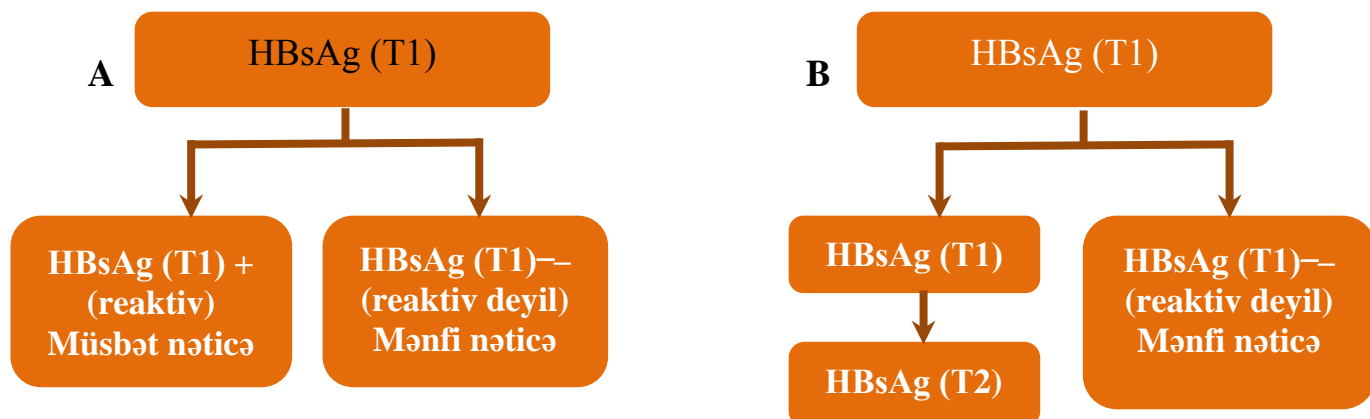 A
HBsAg (T1)
HBsAg (T1) +
(reaktiv)
Müsbət nəticə
HBsAg (T1)−–
(reaktiv deyil)
Mənfi nəticə
B
HBsAg (T1)
HBsAg (T1)
HBsAg (T2)
HBsAg (T1)−–
(reaktiv deyil)
Mənfi nəticə